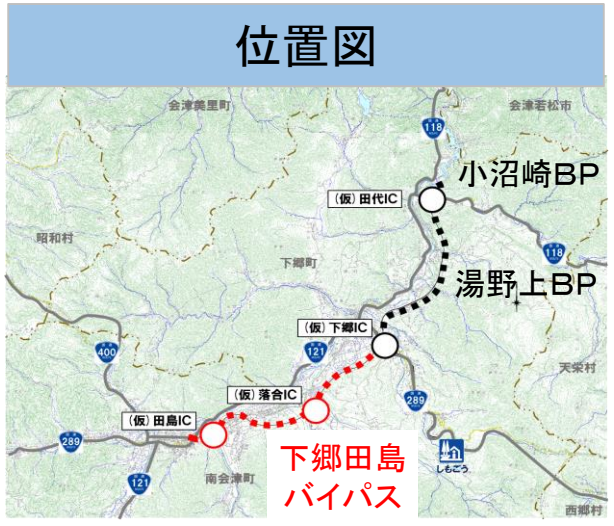 位置図
会津美里町
会津若松市
118
小沼崎BP
(仮)田代IC
昭和村
118
下郷町
湯野上BP
(仮)下郷IC
400
121
天栄村
(仮)落合IC
289
(仮)田島IC
289
下郷田島
バイパス
しもごう
121
南会津町
西郷村